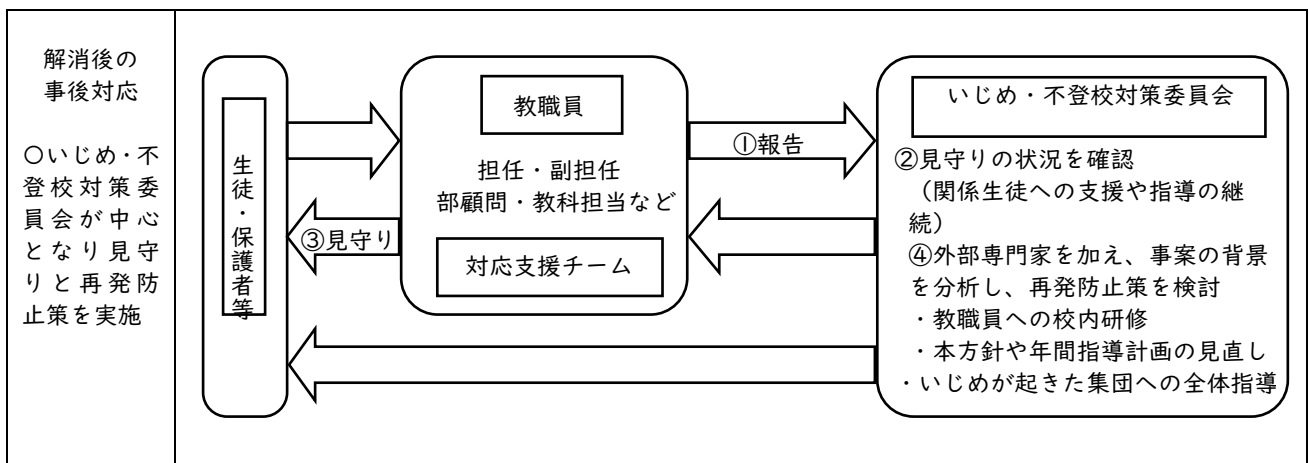 解消後の
事後対応
〇いじめ・不
登校対策委
員会が中心
となり見守
りと再発防
止策を実施
生徒・保護者等
教職員
担任・副担任
部顧問・教科担当など
対応支援チーム
③見守り
①報告
いじめ・不登校対策委員会
②見守りの状況を確認
（関係生徒への支援や指導の継
続）
④外部専門家を加え、事案の背景
を分析し、再発防止策を検討
・教職員への校内研修
・本方針や年間指導計画の見直し
・いじめが起きた集団への全体指導